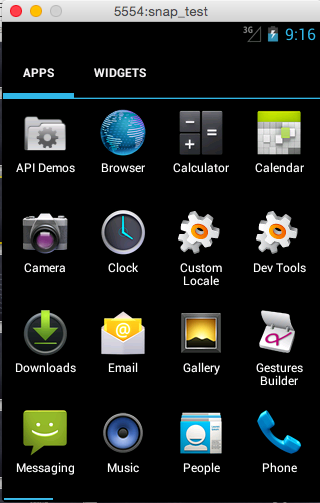 5554:snap_test
3G 9:16
APPS WIDGETS
API Demos Browser Calculator Calendar
Camera Clock Custom Locale Dev Tools
Downloads Email Gallery Gestures Builder
Messaging Music People Phone